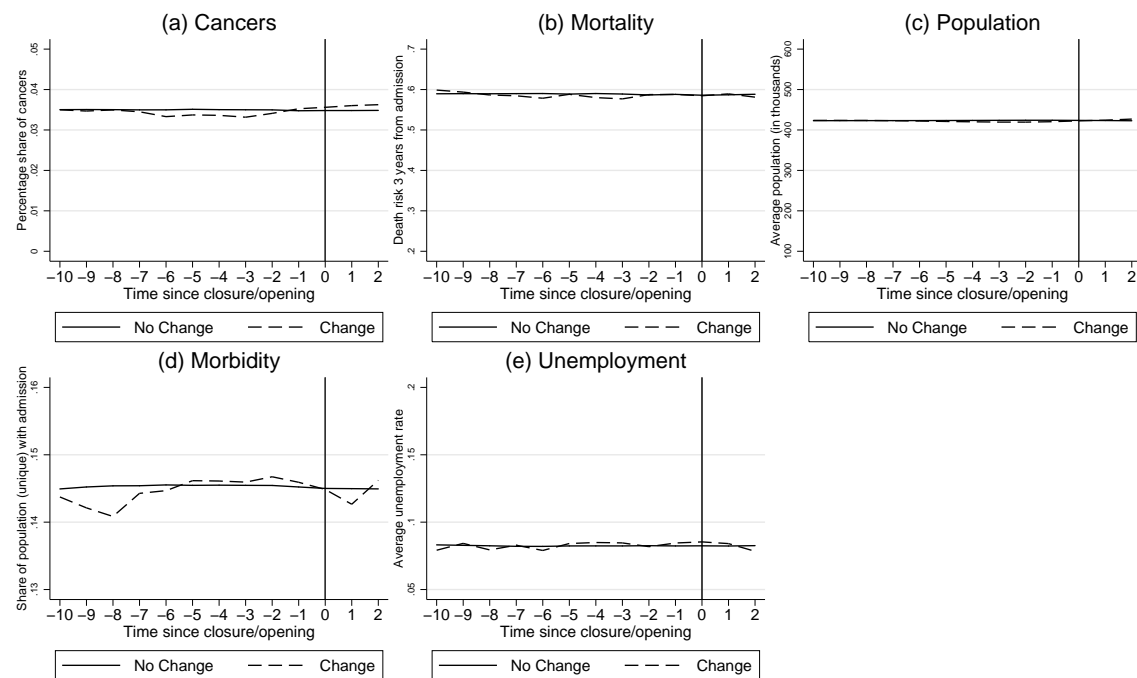 (a) Cancers
Percentage share of cancers
0 .01 .02 .03 .04 .05
−10 −9 −8 −7 −6 −5 −4 −3 −2 −1 0 1 2
Time since closure/opening
No Change Change
(b) Mortality
Death risk 3 years from admission
.2 .3 .4 .5 .6 .7
−10 −9 −8 −7 −6 −5 −4 −3 −2 −1 0 1 2
Time since closure/opening
No Change Change
(c) Population
Average population (in thousands)
100 200 300 400 500 600
−10 −9 −8 −7 −6 −5 −4 −3 −2 −1 0 1 2
Time since closure/opening
No Change Change
(d) Morbidity
Share of population (unique) with admission
.13 .14 .15 .16
−10 −9 −8 −7 −6 −5 −4 −3 −2 −1 0 1 2
Time since closure/opening
No Change Change
(e) Unemployment
Average unemployment rate
.05 .1 .15 .2
−10 −9 −8 −7 −6 −5 −4 −3 −2 −1 0 1 2
Time since closure/opening
No Change Change